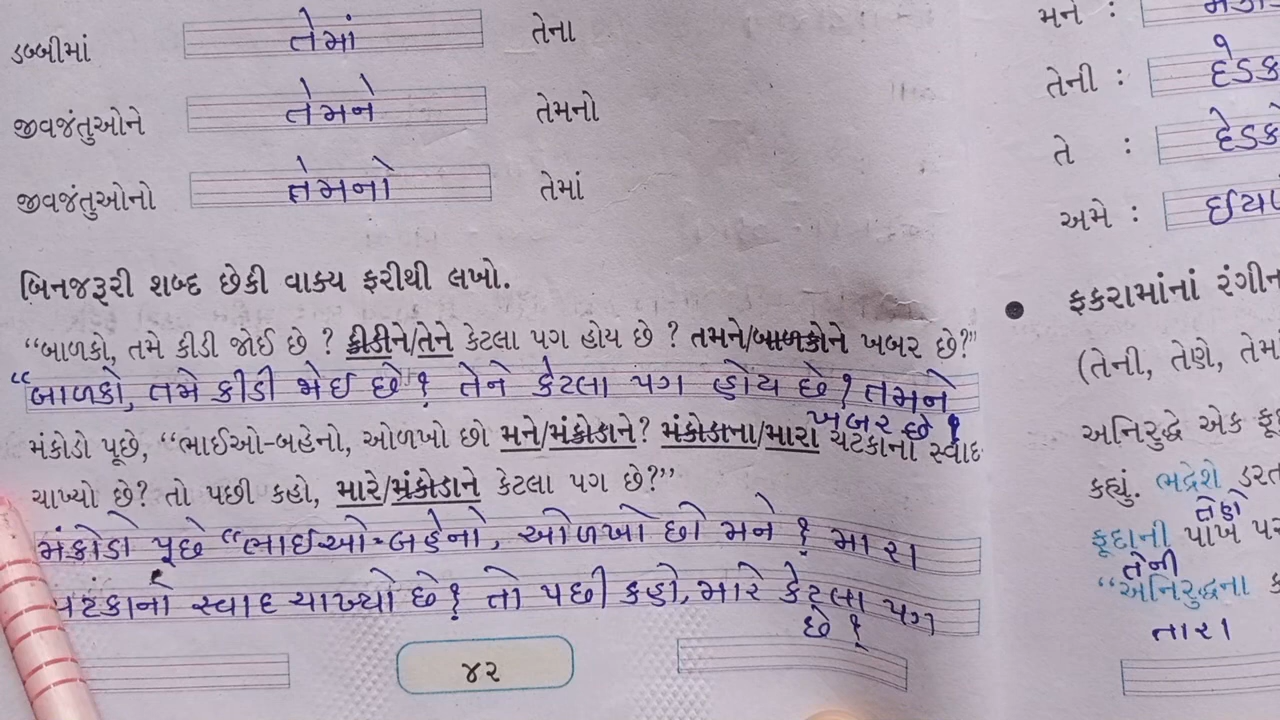 ડબ્બીમાં તેમાં તેના
જીવજંતુઓને તેમને તેમનો
જીવજંતુઓનો તેમનો તેમાં
બિનજરૂરી શબ્દ છેકી વાક્ય ફરીથી લખો.
“બાળકો, તમે કીડી જોઈ છે ? કીડીને/તેને કેટલા પગ હોય છે ? તમને/બાળકોને ખબર છે?”
“બાળકો, તમે કીડી જોઈ છે ? તેને કેટલા પગ હોય છે ? તમને
ખબર છે ?
મંકોડો પૂછે, “ભાઈઓ-બહેનો, ઓળખો છો મને/મંકોડાને? મંકોડાના/મારા ચટકાનો સ્વાદ
ચાખ્યો છે? તો પછી કહો, મારે/મંકોડાને કેટલા પગ છે?”
મંકોડો પૂછે “ભાઈઓ-બહેનો, ઓળખો છો મને ? મારા
સ્વાદ ચાખ્યો છે ? તો પછી કહો, મારે કેટલા પગ
છે ?
૪૨
મને :
તેની :
તે :
અમે :
● ફકરામાંનાં
(તેની, તેણે,
અનિરુદ્ધે એક
કહ્યું. ભદ્રેશે
તેણે
ફૂદાની પાંખ
તેની
“અનિરુદ્ધના
તારા